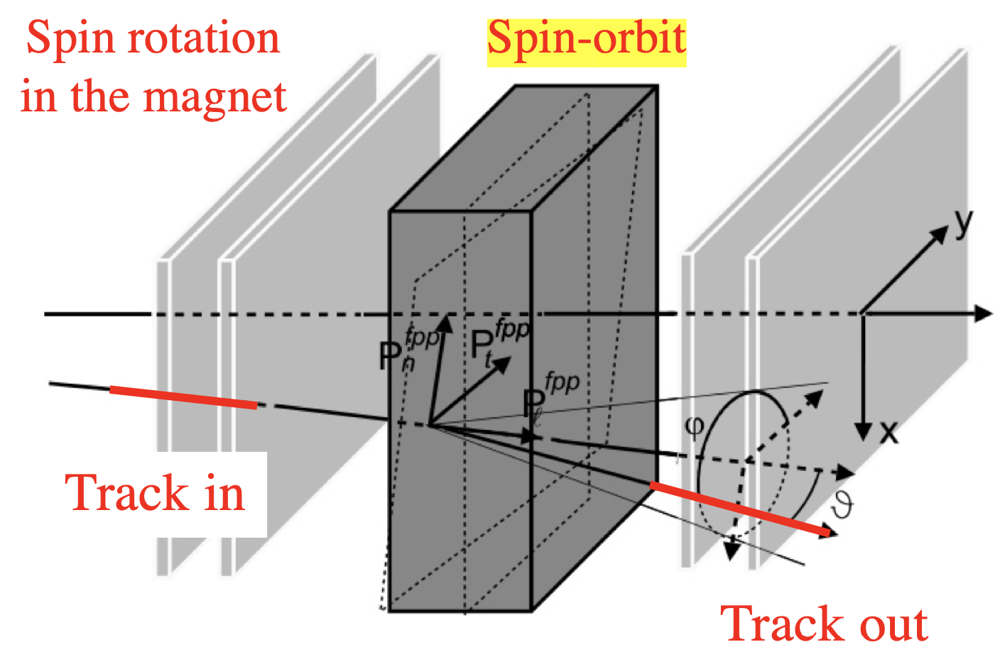 Spin rotation
in the magnet
Spin-orbit
y
P_n^fpp
P_t^fpp
P_ℓ^fpp
φ
x
Track in
ϑ
Track out